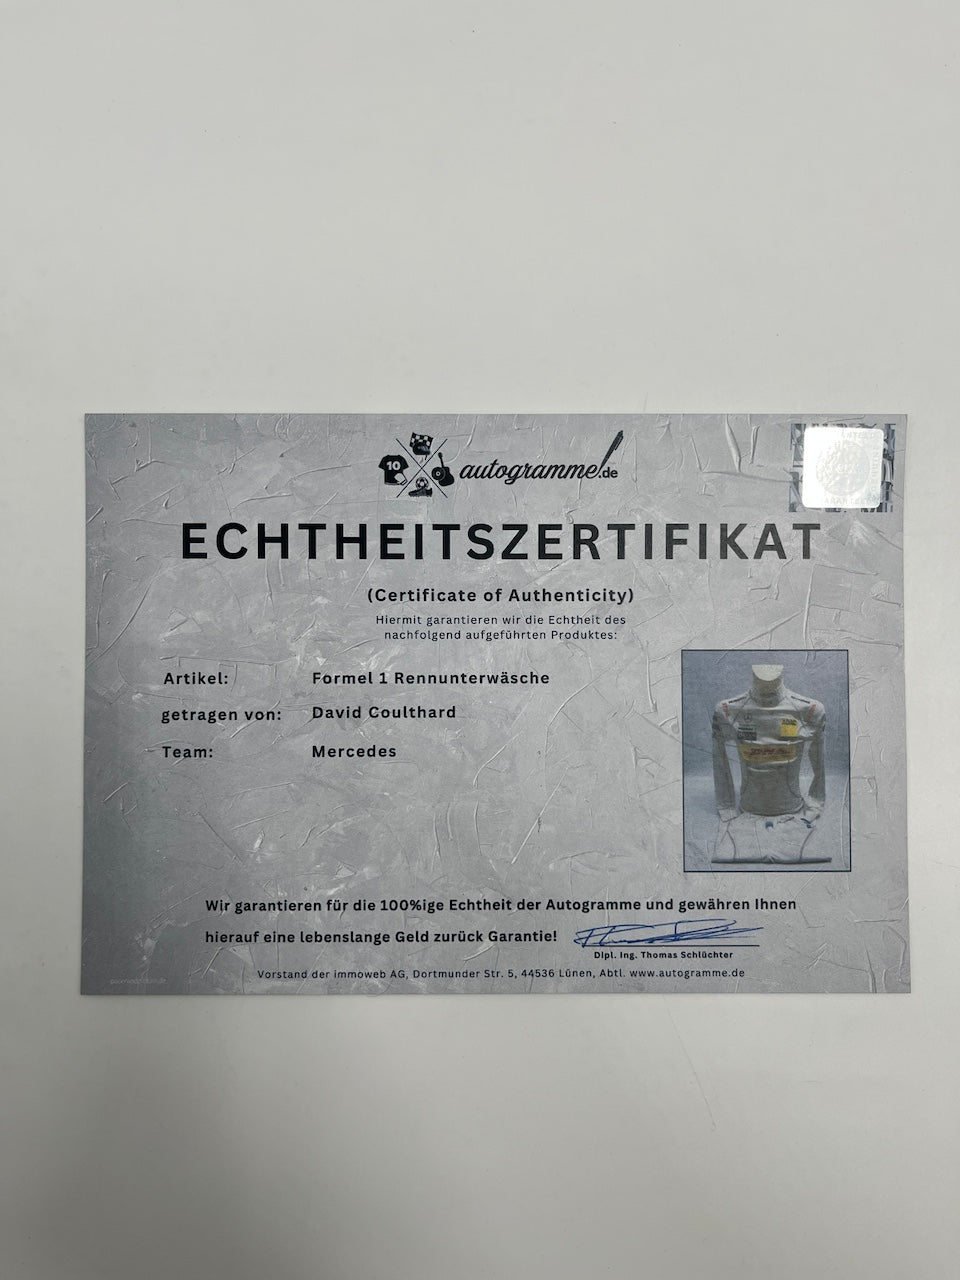 10
autogramme!.de
ECHTHEITSZERTIFIKAT
(Certificate of Authenticity)
Hiermit garantieren wir die Echtheit des
nachfolgend aufgeführten Produktes:
Artikel: Formel 1 Rennunterwäsche
getragen von: David Coulthard
Team: Mercedes
ADAC
DHL
Wir garantieren für die 100%ige Echtheit der Autogramme und gewähren Ihnen
hierauf eine lebenslange Geld zurück Garantie!
Dipl. Ing. Thomas Schlüchter
Vorstand der immoweb AG, Dortmunder Str. 5, 44536 Lünen, Abtl. www.autogramme.de